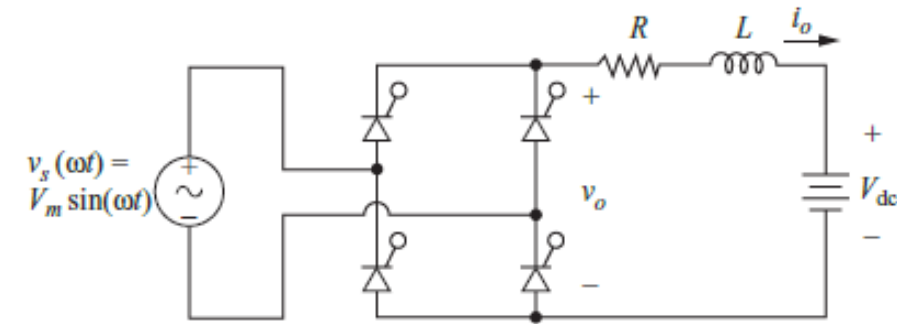 R L i_o
+
+
v_s (ωt) =
V_m sin(ωt)
+
−
v_o
V_dc
−
−